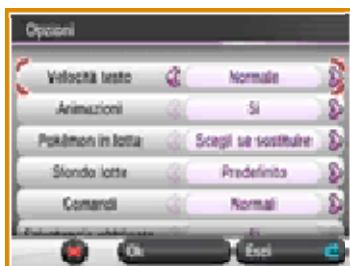 Opzioni
Velocità testo Normale
Animazioni Sì
Pokémon in lotta Scegli se sostituire
Sfondo lotte Predefinito
Comandi Normali
Sì
Ok Esci